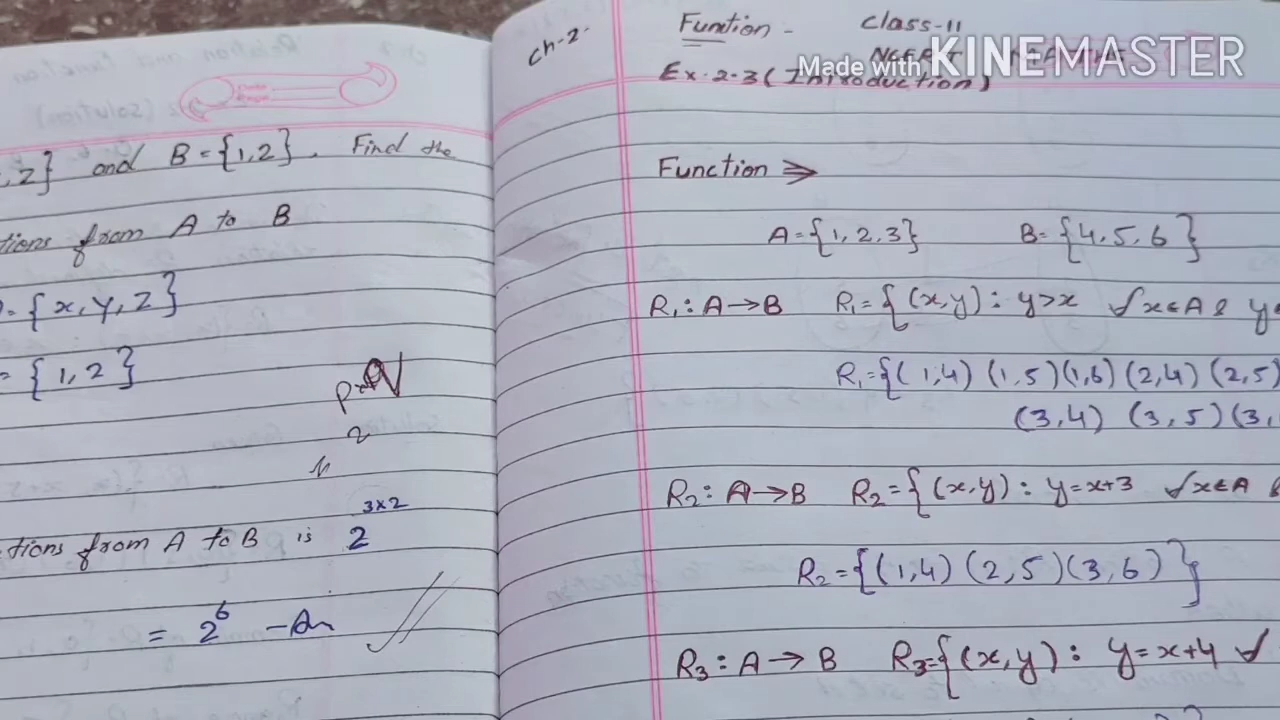 , z} and B = {1,2}. Find the
tions from A to B
= {x, y, z}
= {1,2}
2
3x2
tions from A to B is 2
= 2^6 -An
Ch-2
Function - Class-11
Made with KINEMASTER
Ex. 2.3 (Introduction)
Function ⇒
A = {1, 2, 3} B = {4, 5, 6}
R₁ : A → B R₁ = { (x, y) : y > x ∀ x ∈ A & y
R₁ = {(1,4) (1,5) (1,6) (2,4) (2,5)
(3,4) (3,5) (3,
R₂ : A → B R₂ = { (x, y) : y = x+3 ∀ x ∈ A &
R₂ = {(1,4) (2,5) (3,6) }
R₃ : A → B R₃ = {(x, y) : y = x+4 ∀